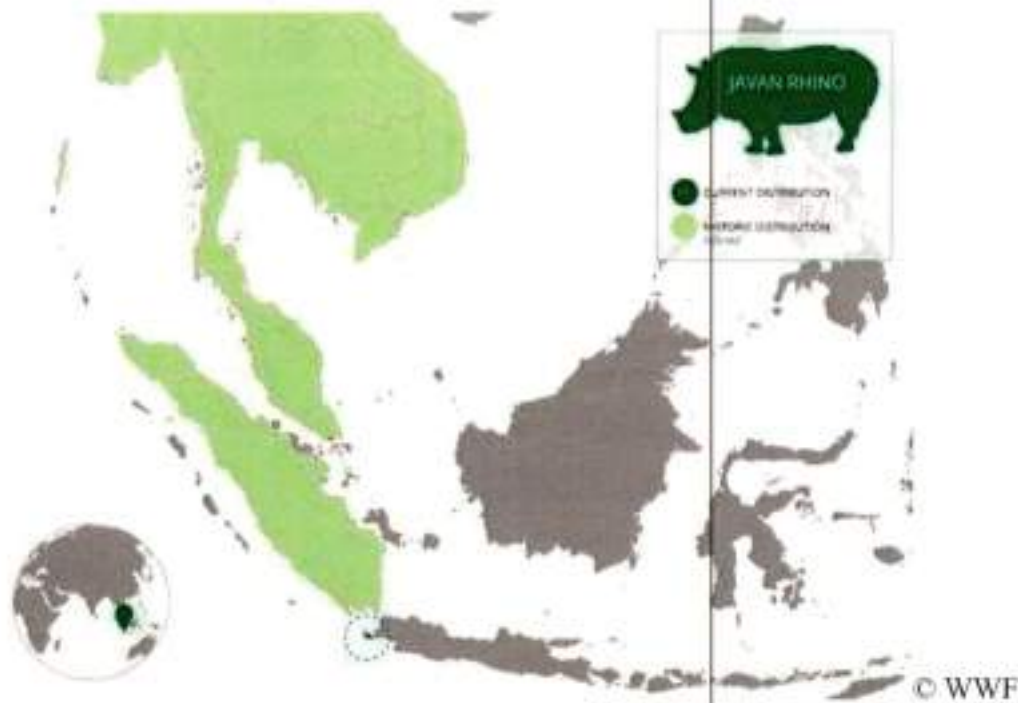 JAVAN RHINO
CURRENT DISTRIBUTION
HISTORIC DISTRIBUTION
© WWF